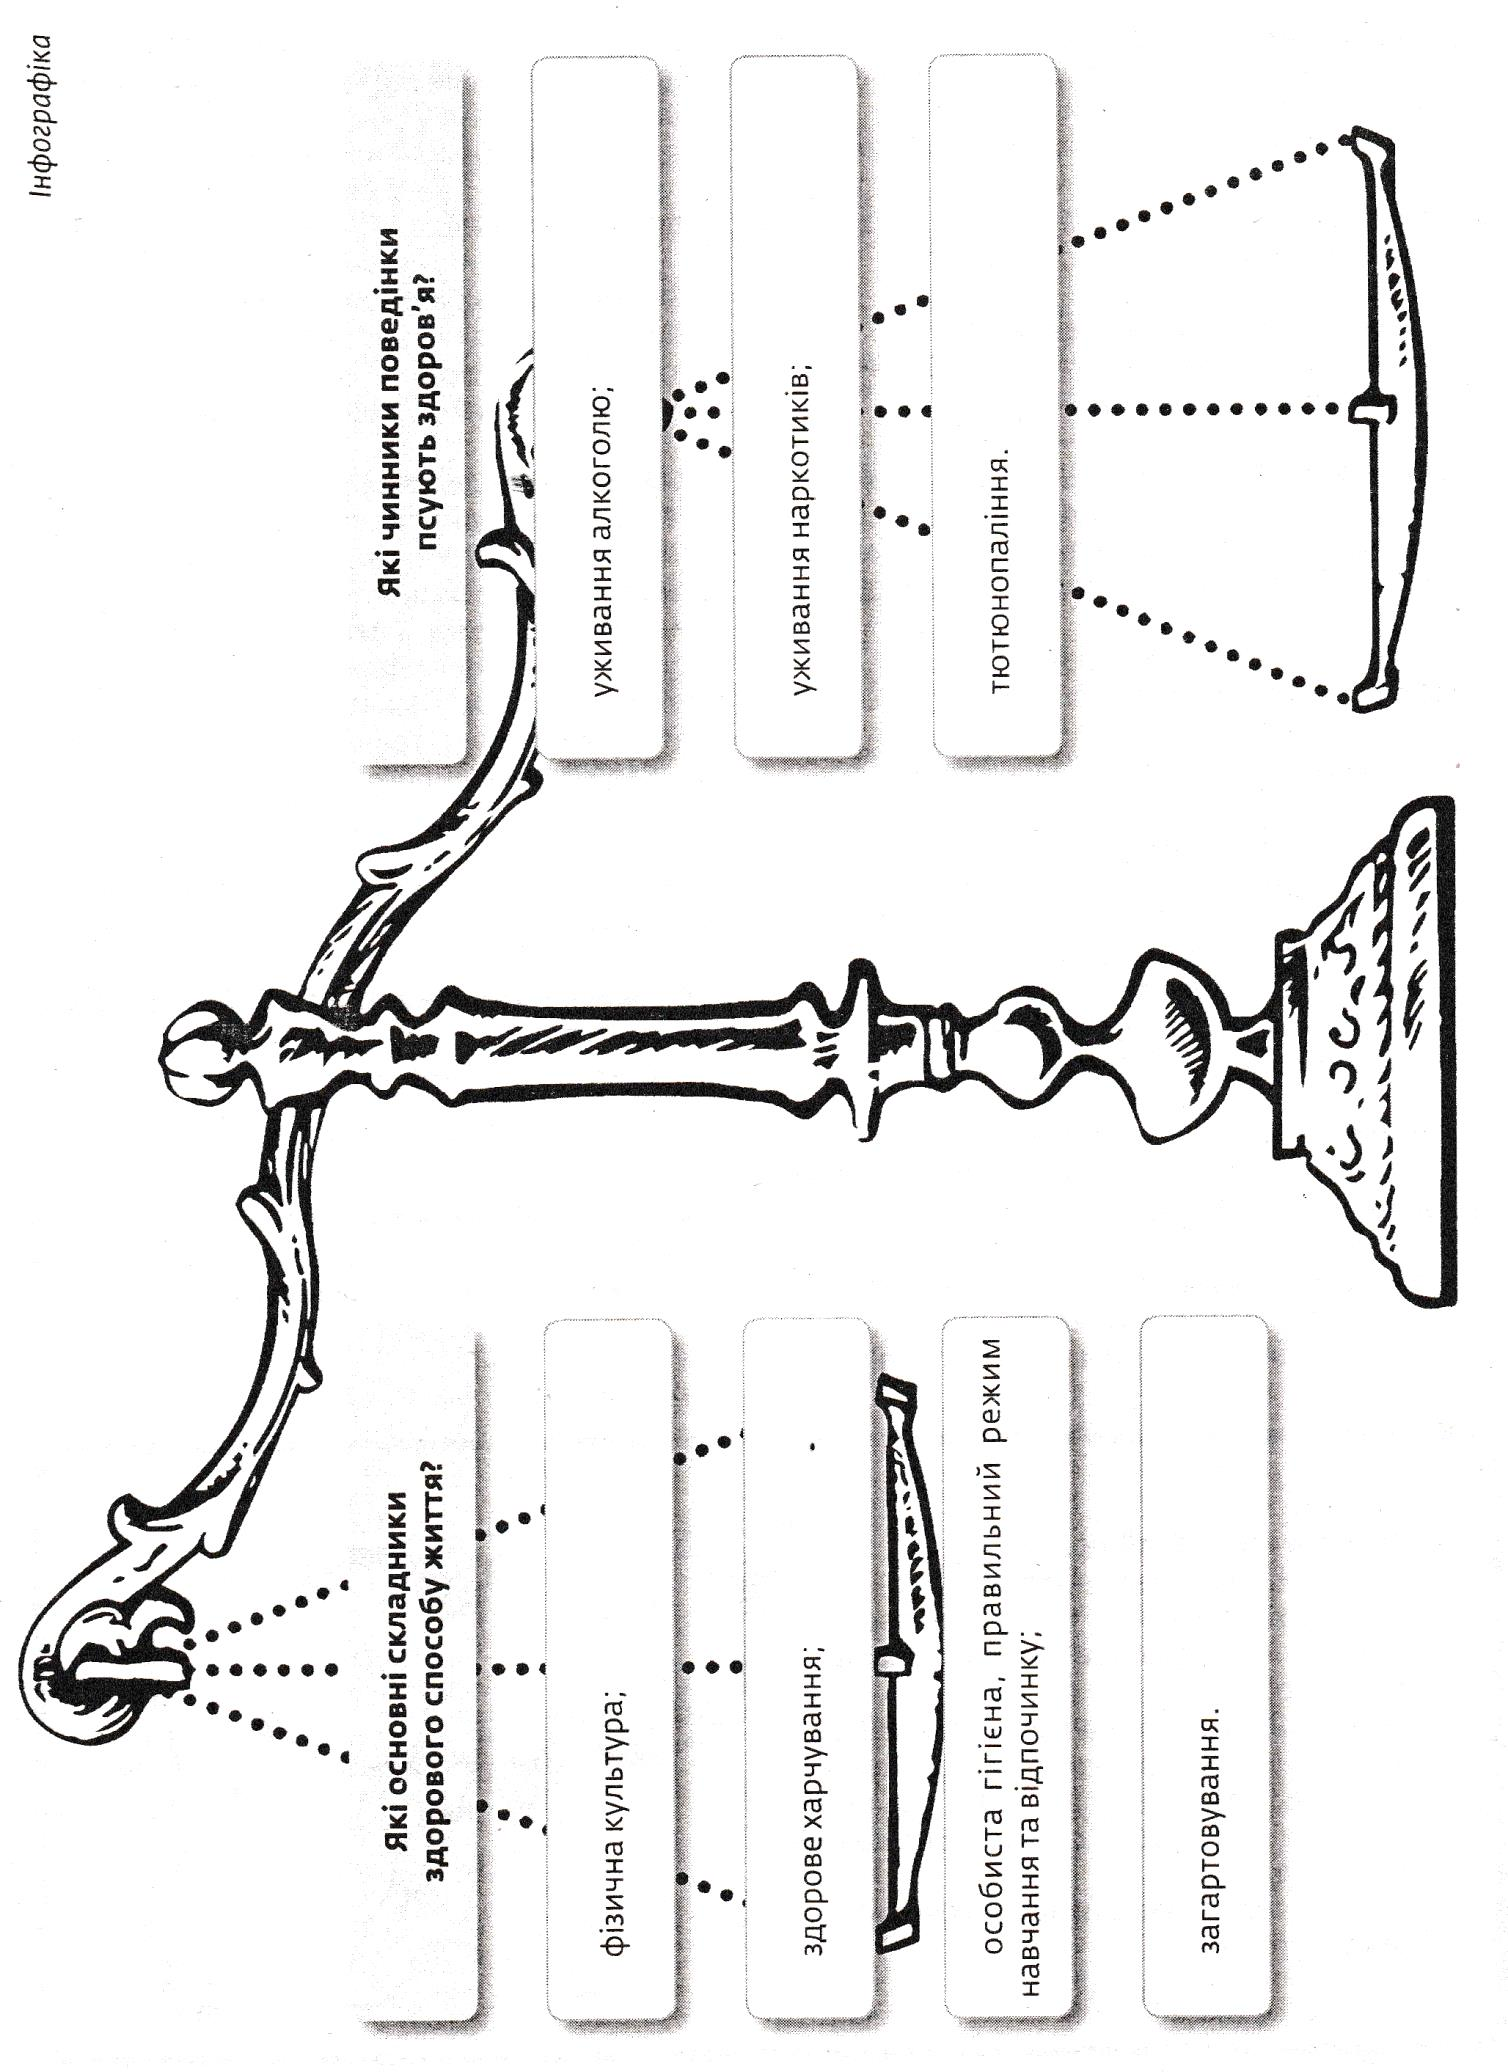 Інфографіка
Які основні складники
здорового способу життя?
фізична культура;
здорове харчування;
особиста гігієна, правильний режим
навчання та відпочинку;
загартовування.
Які чинники поведінки
псують здоров'я?
уживання алкоголю;
уживання наркотиків;
тютюнопаління.